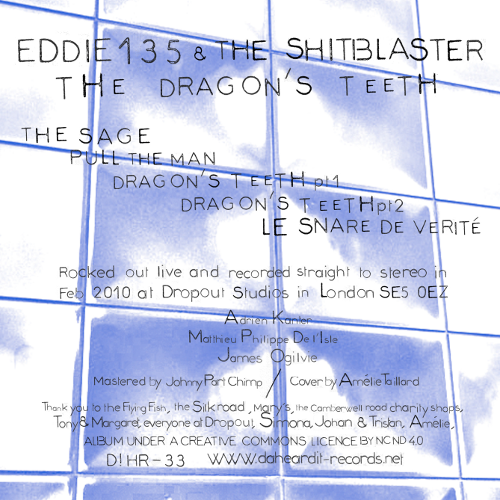 EDDIE 135 & THE SHITBLASTER
THE DRAGON'S TEETH
THE SAGE
PULL THE MAN
DRAGON'S TEETH pt1
DRAGON'S TEETH pt2
LE SNARE DE VERITÉ
Rocked out live and recorded straight to stereo in
Feb 2010 at Dropout Studios in London SE5 0EZ
Adrien Kanter
Matthieu Philippe De l'Isle
James Ogilvie
Mastered by Johnny Part Chimp / Cover by Amélie Taillard
Thank you to the Flying Fish, the Silk road, Mary's, the Camberwell road charity shops,
Tony & Margaret, everyone at Dropout, Simona, Johan & Tristan, Amélie,
ALBUM UNDER A CREATIVE COMMONS LICENCE BY NC ND 4.0
D!HR-33 WWW.daheardit-records.net